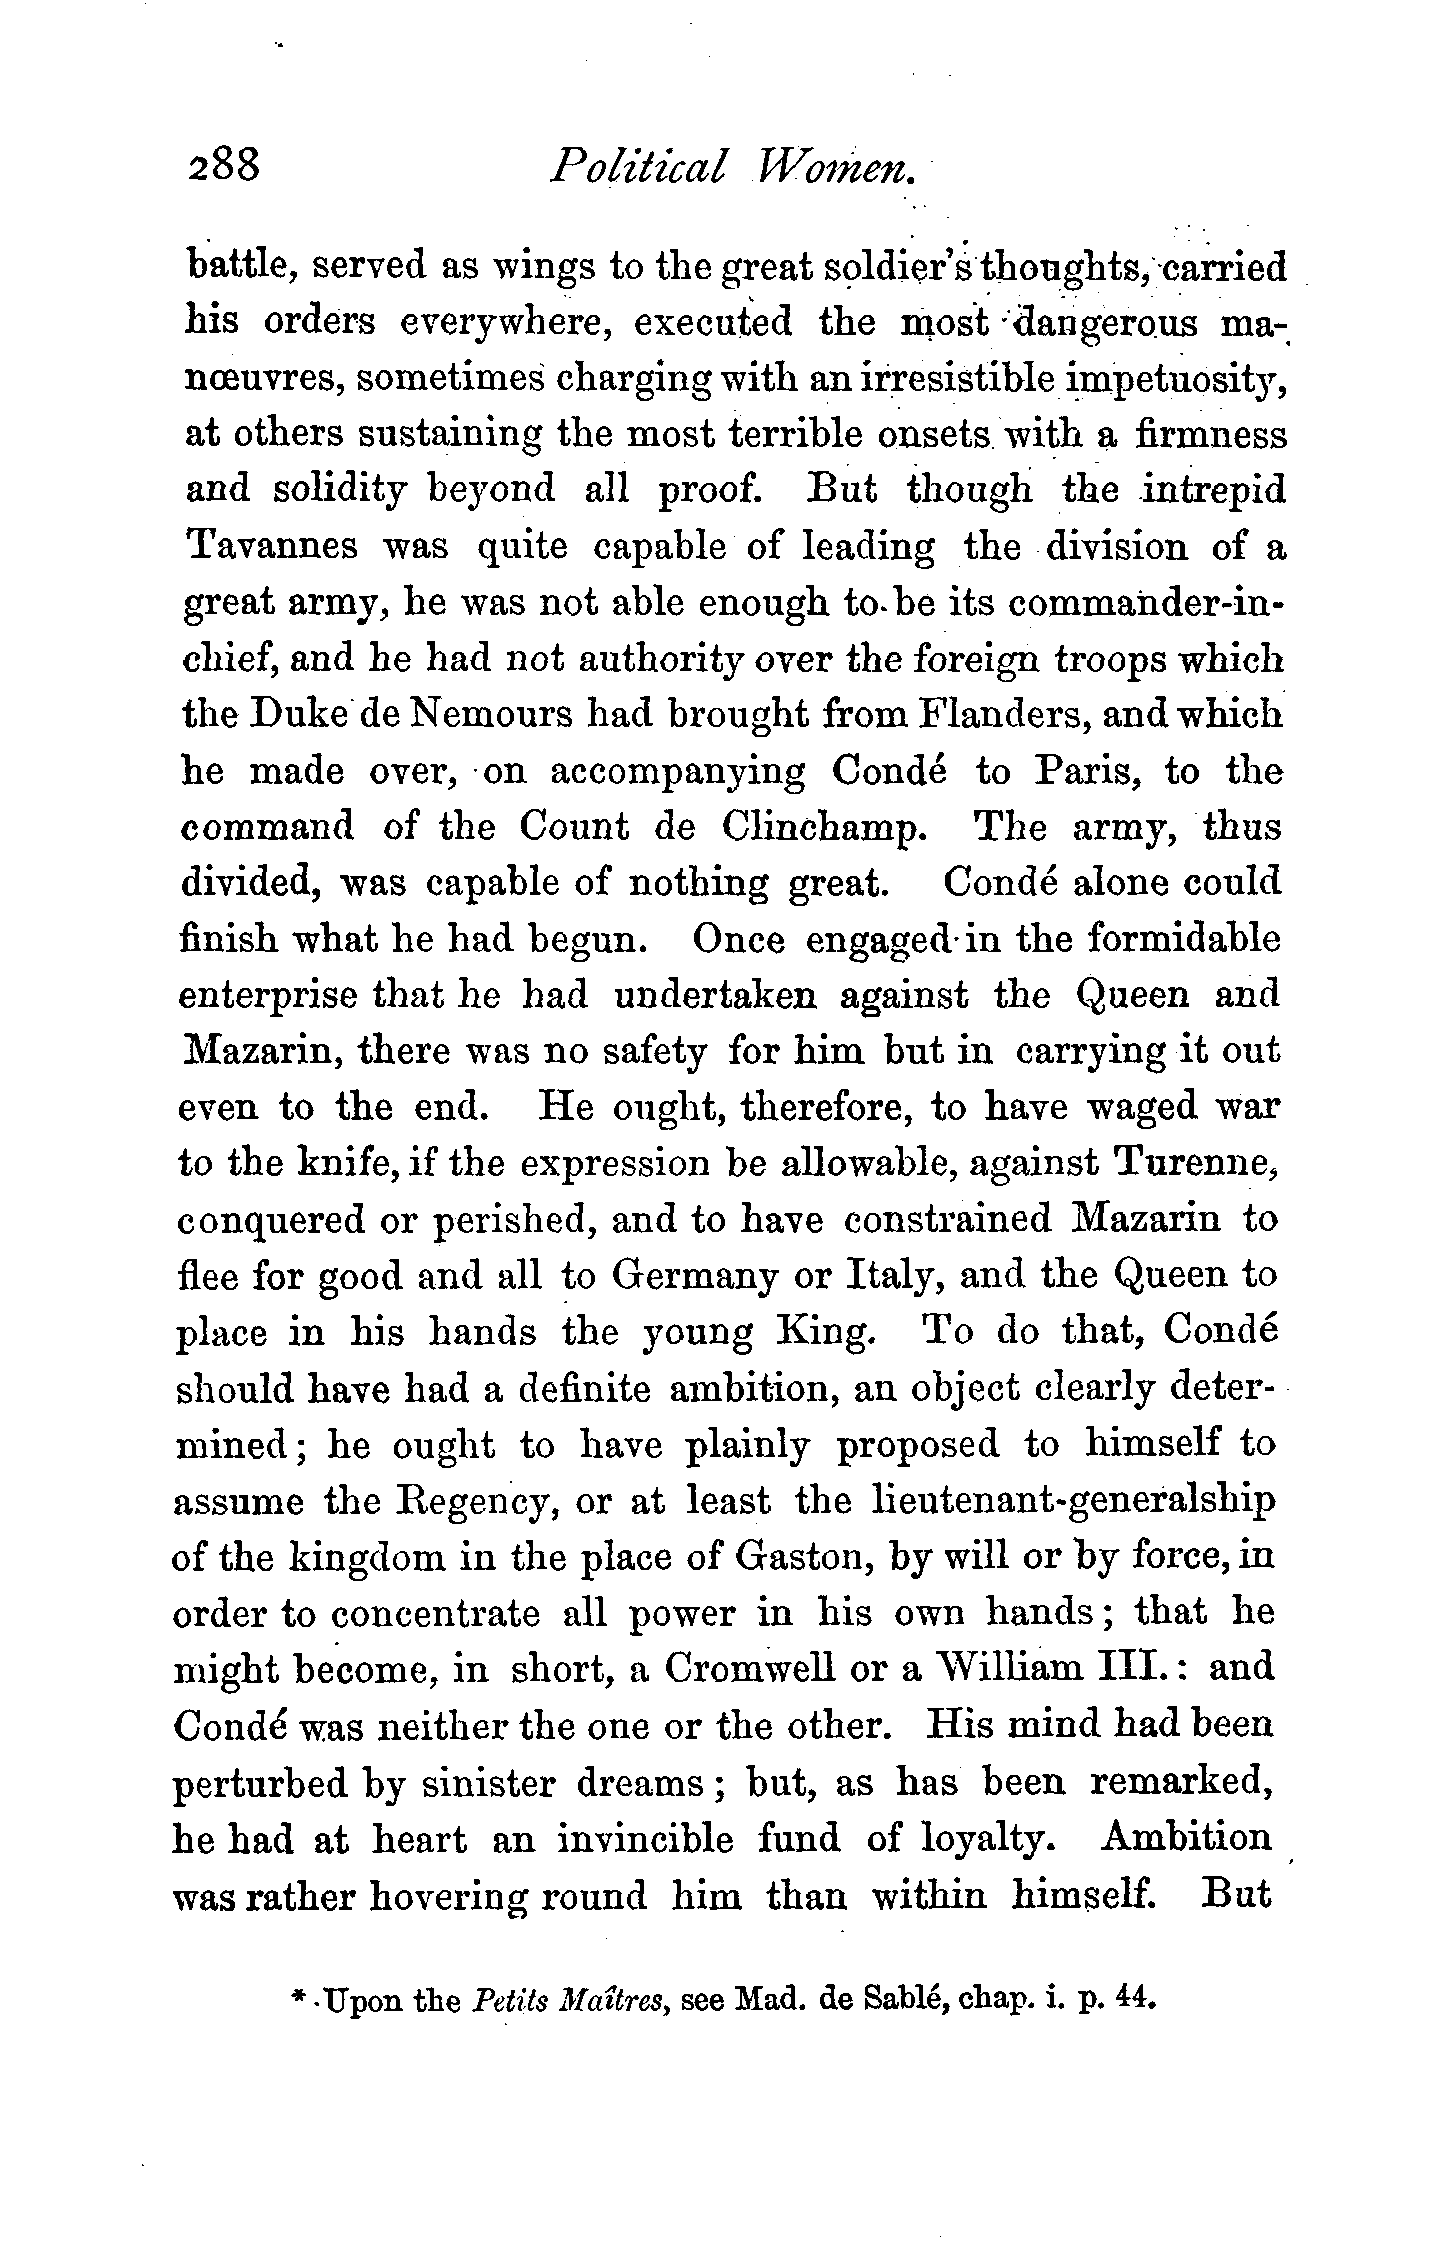 288 Political Women.
battle, served as wings to the great soldier's thoughts, carried
his orders everywhere, executed the most dangerous ma-
nœuvres, sometimes charging with an irresistible impetuosity,
at others sustaining the most terrible onsets with a firmness
and solidity beyond all proof. But though the intrepid
Tavannes was quite capable of leading the division of a
great army, he was not able enough to be its commander-in-
chief, and he had not authority over the foreign troops which
the Duke de Nemours had brought from Flanders, and which
he made over, on accompanying Condé to Paris, to the
command of the Count de Clinchamp. The army, thus
divided, was capable of nothing great. Condé alone could
finish what he had begun. Once engaged in the formidable
enterprise that he had undertaken against the Queen and
Mazarin, there was no safety for him but in carrying it out
even to the end. He ought, therefore, to have waged war
to the knife, if the expression be allowable, against Turenne,
conquered or perished, and to have constrained Mazarin to
flee for good and all to Germany or Italy, and the Queen to
place in his hands the young King. To do that, Condé
should have had a definite ambition, an object clearly deter-
mined; he ought to have plainly proposed to himself to
assume the Regency, or at least the lieutenant-generalship
of the kingdom in the place of Gaston, by will or by force, in
order to concentrate all power in his own hands; that he
might become, in short, a Cromwell or a William III.: and
Condé was neither the one or the other. His mind had been
perturbed by sinister dreams; but, as has been remarked,
he had at heart an invincible fund of loyalty. Ambition
was rather hovering round him than within himself. But
* Upon the Petits Maîtres, see Mad. de Sablé, chap. i. p. 44.